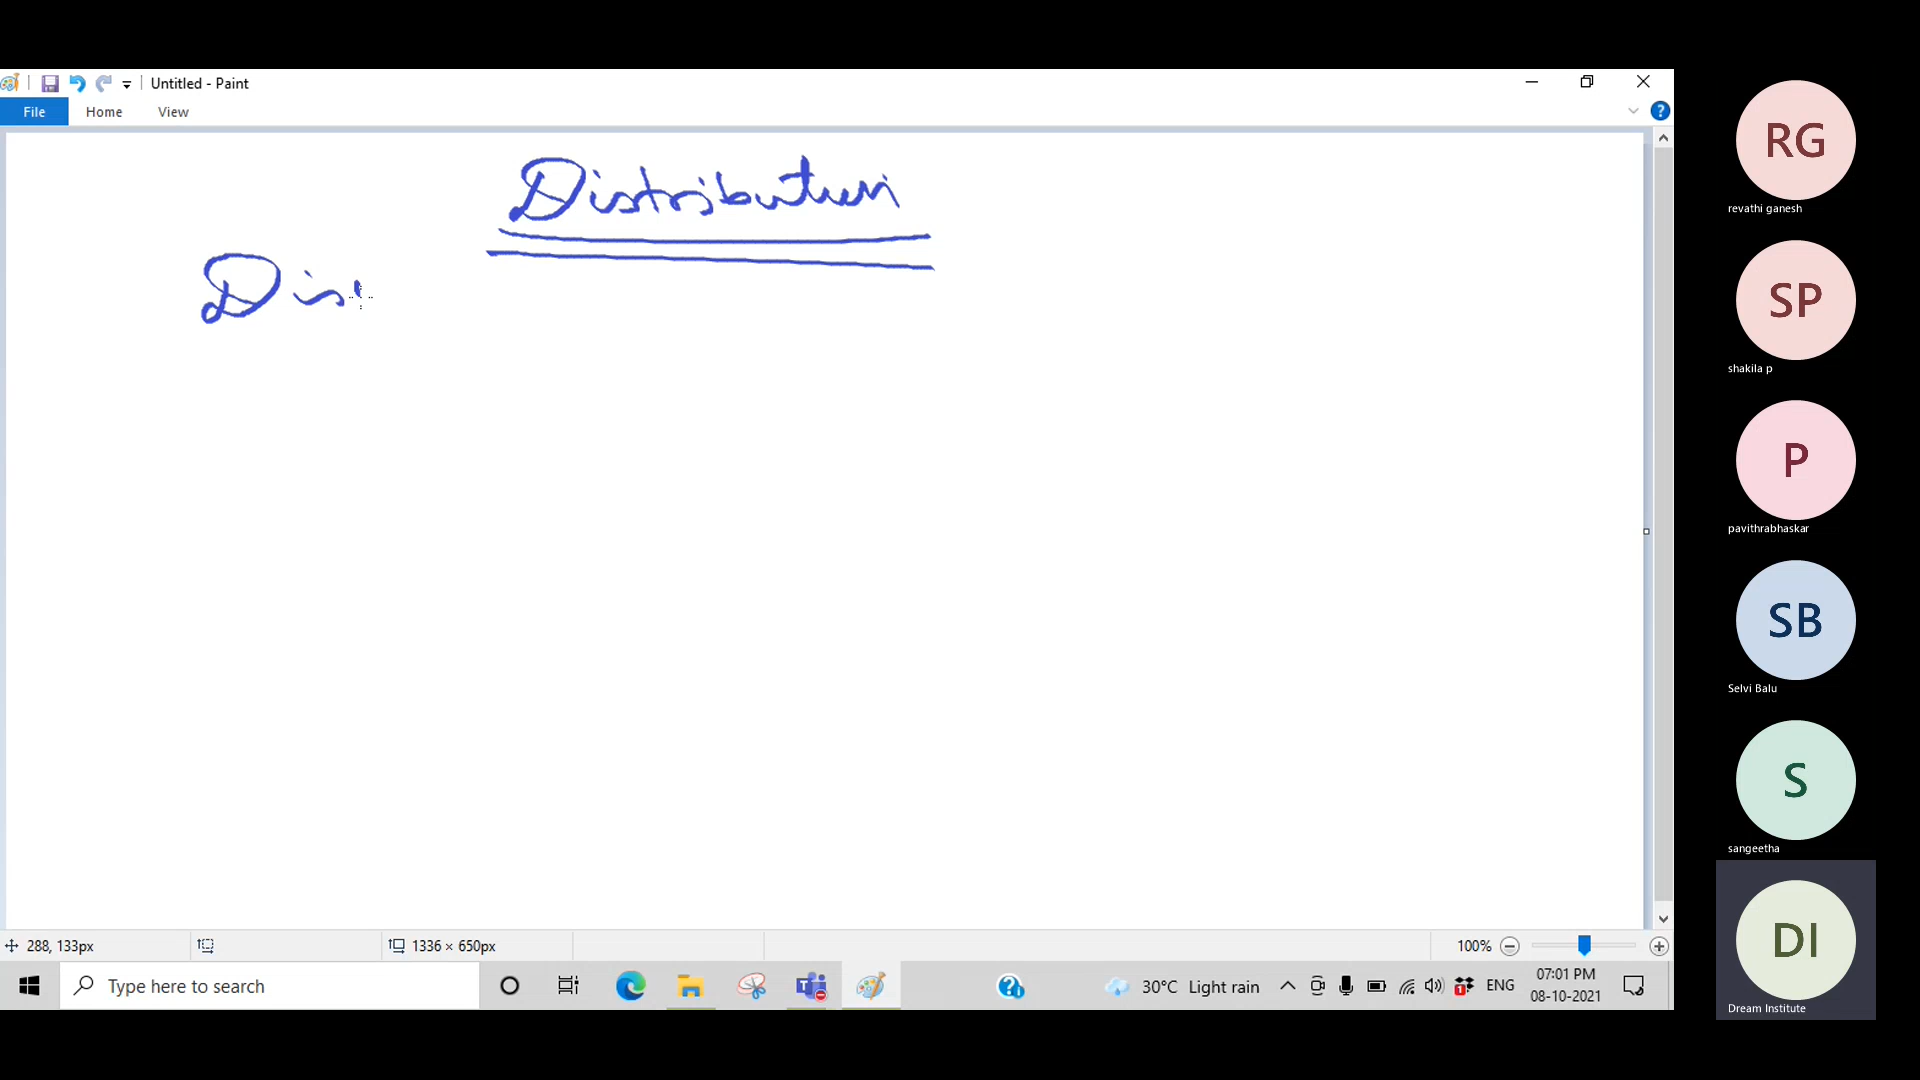 Untitled - Paint
File Home View
Distribution
Dis
RG
revathi ganesh
SP
shakila p
P
pavithrabhaskar
SB
Selvi Balu
S
sangeetha
DI
Dream Institute
288, 133px
1336 × 650px
100%
Type here to search
30°C Light rain
ENG
07:01 PM
08-10-2021